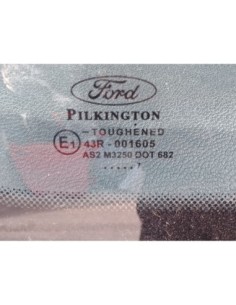 Ford
PILKINGTON
-TOUGHENED
E1 43R - 001605
AS2 M3250 DOT 682
.....'